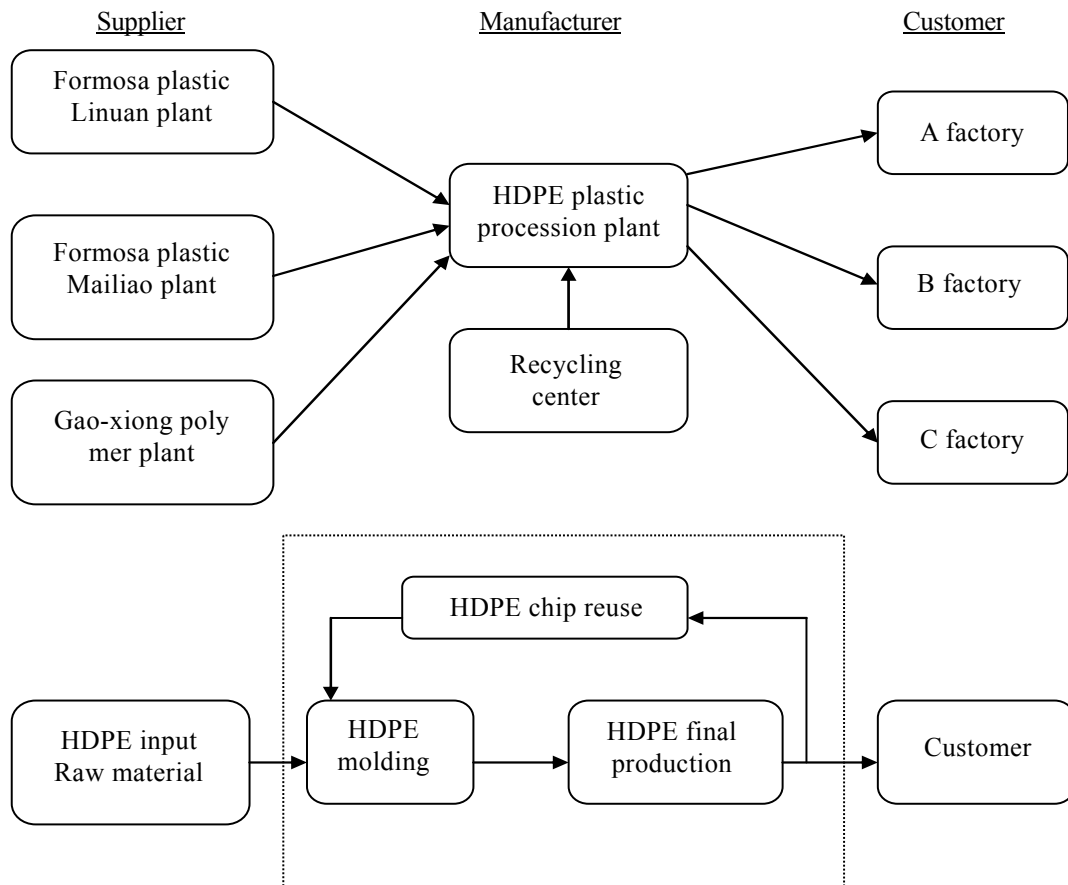 Supplier
Manufacturer
Customer
Formosa plastic
Linuan plant
A factory
HDPE plastic
procession plant
Formosa plastic
Mailiao plant
B factory
Recycling
center
Gao-xiong poly
mer plant
C factory
HDPE chip reuse
HDPE input
Raw material
HDPE
molding
HDPE final
production
Customer